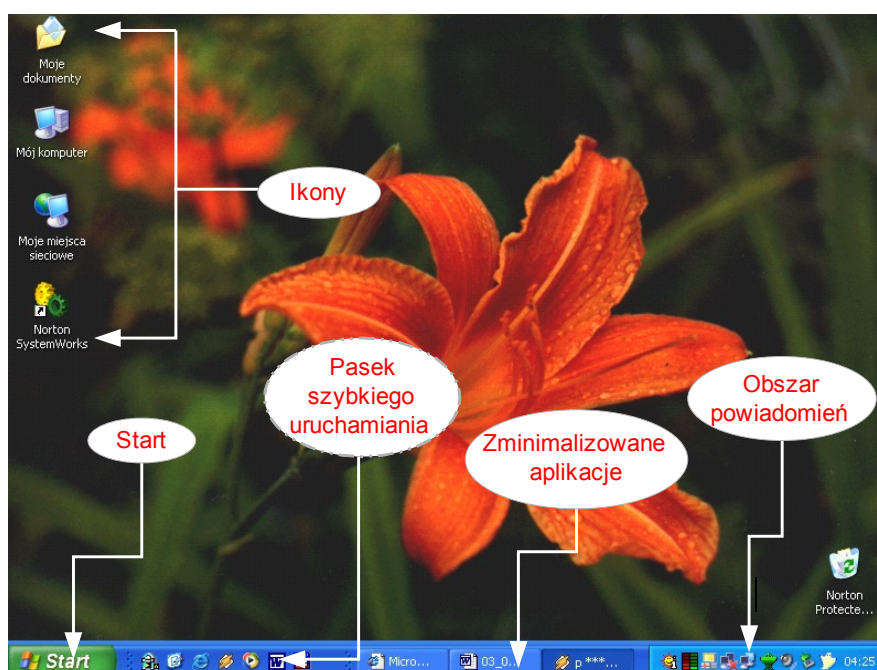 Moje
dokumenty
Mój komputer
Moje miejsca
sieciowe
Norton
SystemWorks
Ikony
Pasek
szybkiego
uruchamiania
Start
Zminimalizowane
aplikacje
Obszar
powiadomień
Norton
Protecte...
Start
Micro...
03_0...
p ***...
04:25